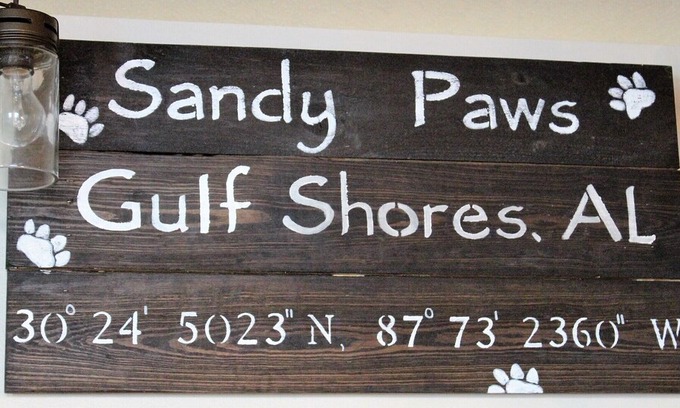 Sandy Paws
Gulf Shores, AL
30° 24' 5023" N, 87° 73' 2360" W